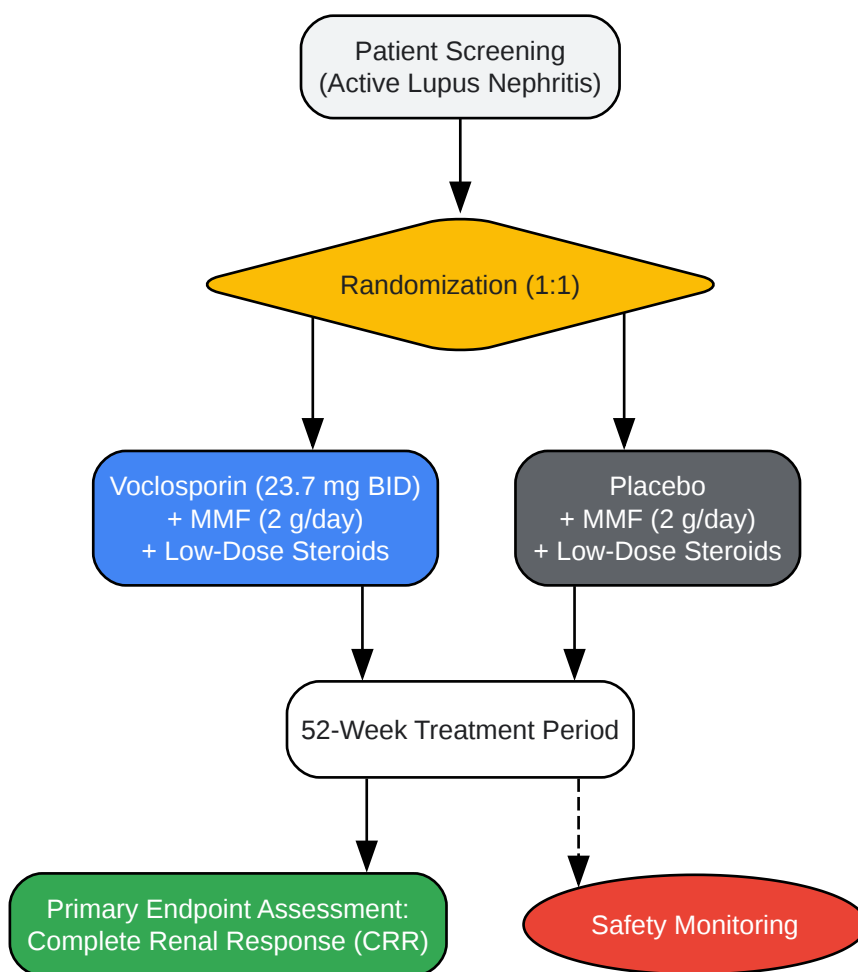 Patient Screening
(Active Lupus Nephritis)
Randomization (1:1)
Voclosporin (23.7 mg BID)
+ MMF (2 g/day)
+ Low-Dose Steroids
Placebo
+ MMF (2 g/day)
+ Low-Dose Steroids
52-Week Treatment Period
Primary Endpoint Assessment:
Complete Renal Response (CRR)
Safety Monitoring